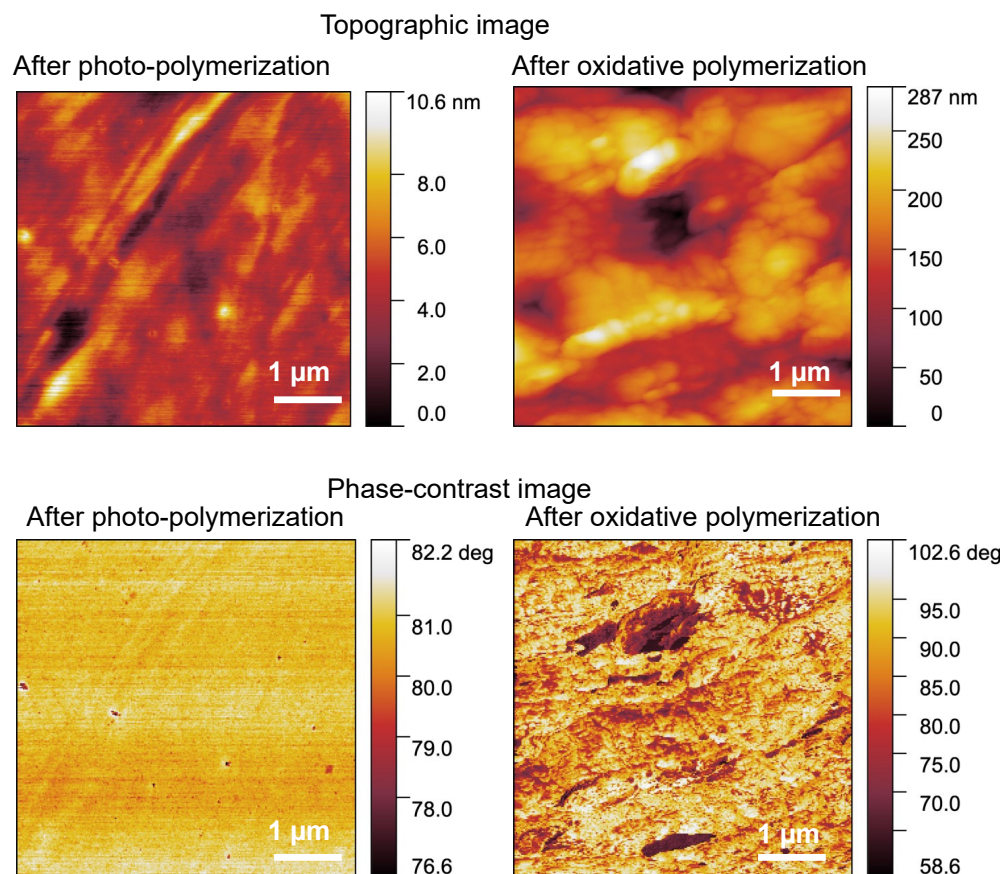 Topographic image
After photo-polymerization
After oxidative polymerization
10.6 nm
8.0
6.0
4.0
2.0
0.0
1 μm
287 nm
250
200
150
100
50
0
1 μm
Phase-contrast image
After photo-polymerization
After oxidative polymerization
82.2 deg
81.0
80.0
79.0
78.0
76.6
1 μm
102.6 deg
95.0
90.0
85.0
80.0
75.0
70.0
58.6
1 μm